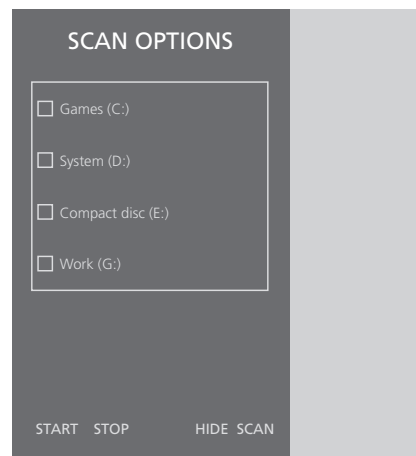 SCAN OPTIONS
Games (C:)
System (D:)
Compact disc (E:)
Work (G:)
START STOP HIDE SCAN